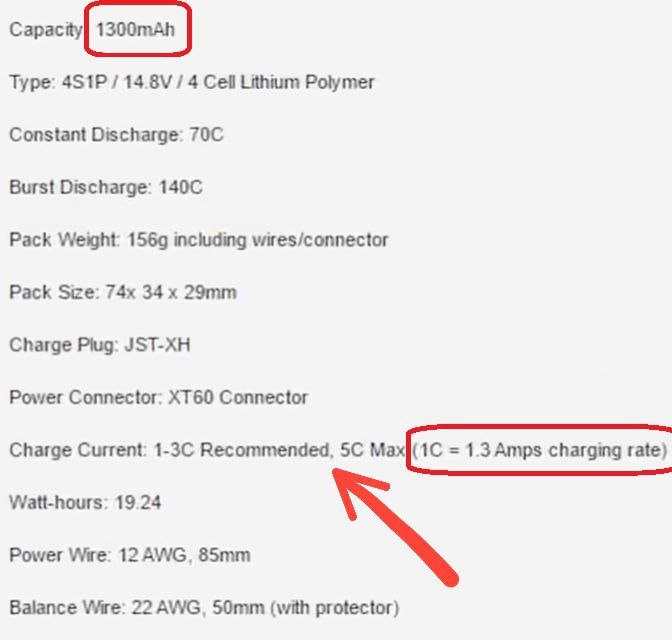 Capacity 1300mAh
Type: 4S1P / 14.8V / 4 Cell Lithium Polymer
Constant Discharge: 70C
Burst Discharge: 140C
Pack Weight: 156g including wires/connector
Pack Size: 74x 34 x 29mm
Charge Plug: JST-XH
Power Connector: XT60 Connector
Charge Current: 1-3C Recommended, 5C Max (1C = 1.3 Amps charging rate)
Watt-hours: 19.24
Power Wire: 12 AWG, 85mm
Balance Wire: 22 AWG, 50mm (with protector)